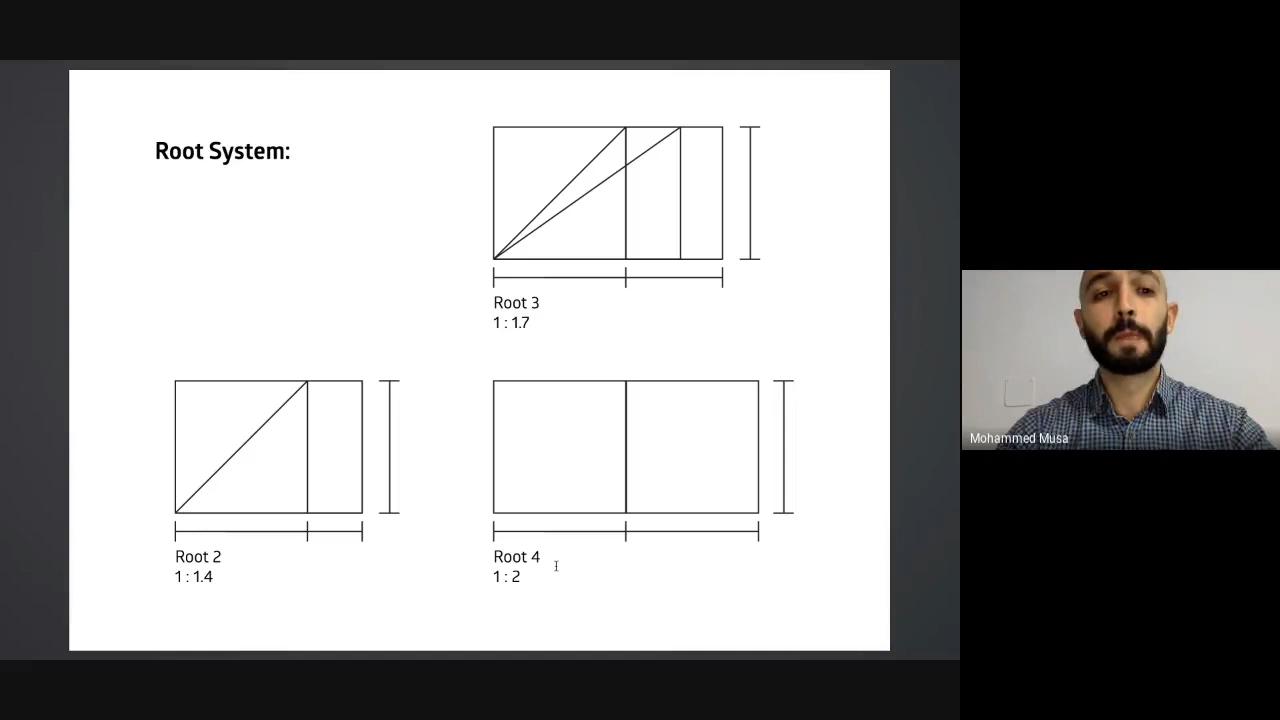 Root System:
Root 3
1 : 1.7
Root 2
1 : 1.4
Root 4
1 : 2
Mohammed Musa